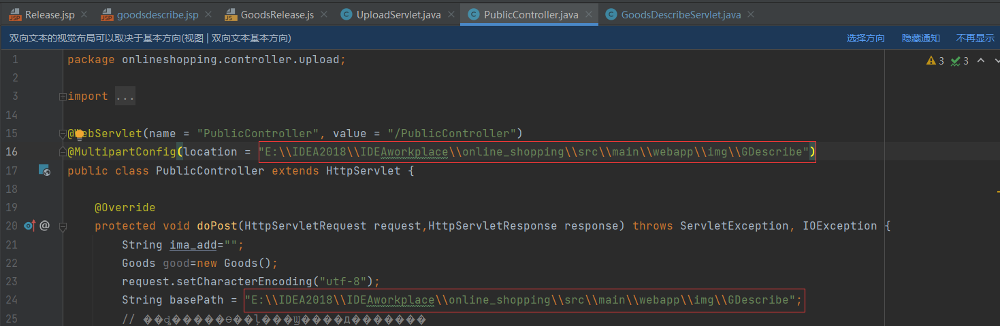 Release.jsp goodsdescribe.jsp GoodsRelease.js UploadServlet.java PublicController.java GoodsDescribeServlet.java
双向文本的视觉布局可以取决于基本方向(视图 | 双向文本基本方向) 选择方向 隐藏通知 不再显示
1 package onlineshopping.controller.upload;
2
3 import ...
14
15 @WebServlet(name = "PublicController", value = "/PublicController")
16 @MultipartConfig(location = "E:\\IDEA2018\\IDEAworkplace\\online_shopping\\src\\main\\webapp\\img\\GDescribe")
17 public class PublicController extends HttpServlet {
18
19 @Override
20 protected void doPost(HttpServletRequest request,HttpServletResponse response) throws ServletException, IOException {
21 String ima_add="";
22 Goods good=new Goods();
23 request.setCharacterEncoding("utf-8");
24 String basePath = "E:\\IDEA2018\\IDEAworkplace\\online_shopping\\src\\main\\webapp\\img\\GDescribe";
25 //
3 3